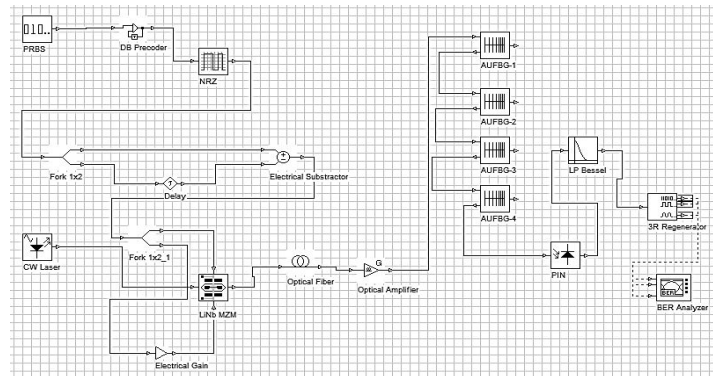 010..
PRBS
DB Precoder
NRZ
AUFBG-1
AUFBG-2
AUFBG-3
AUFBG-4
Fork 1x2
Delay
Electrical Substractor
LP Bessel
3R Regenerator
CW Laser
Fork 1x2_1
LiNb MZM
Optical Fiber
G
Optical Amplifier
PIN
BER
BER Analyzer
Electrical Gain